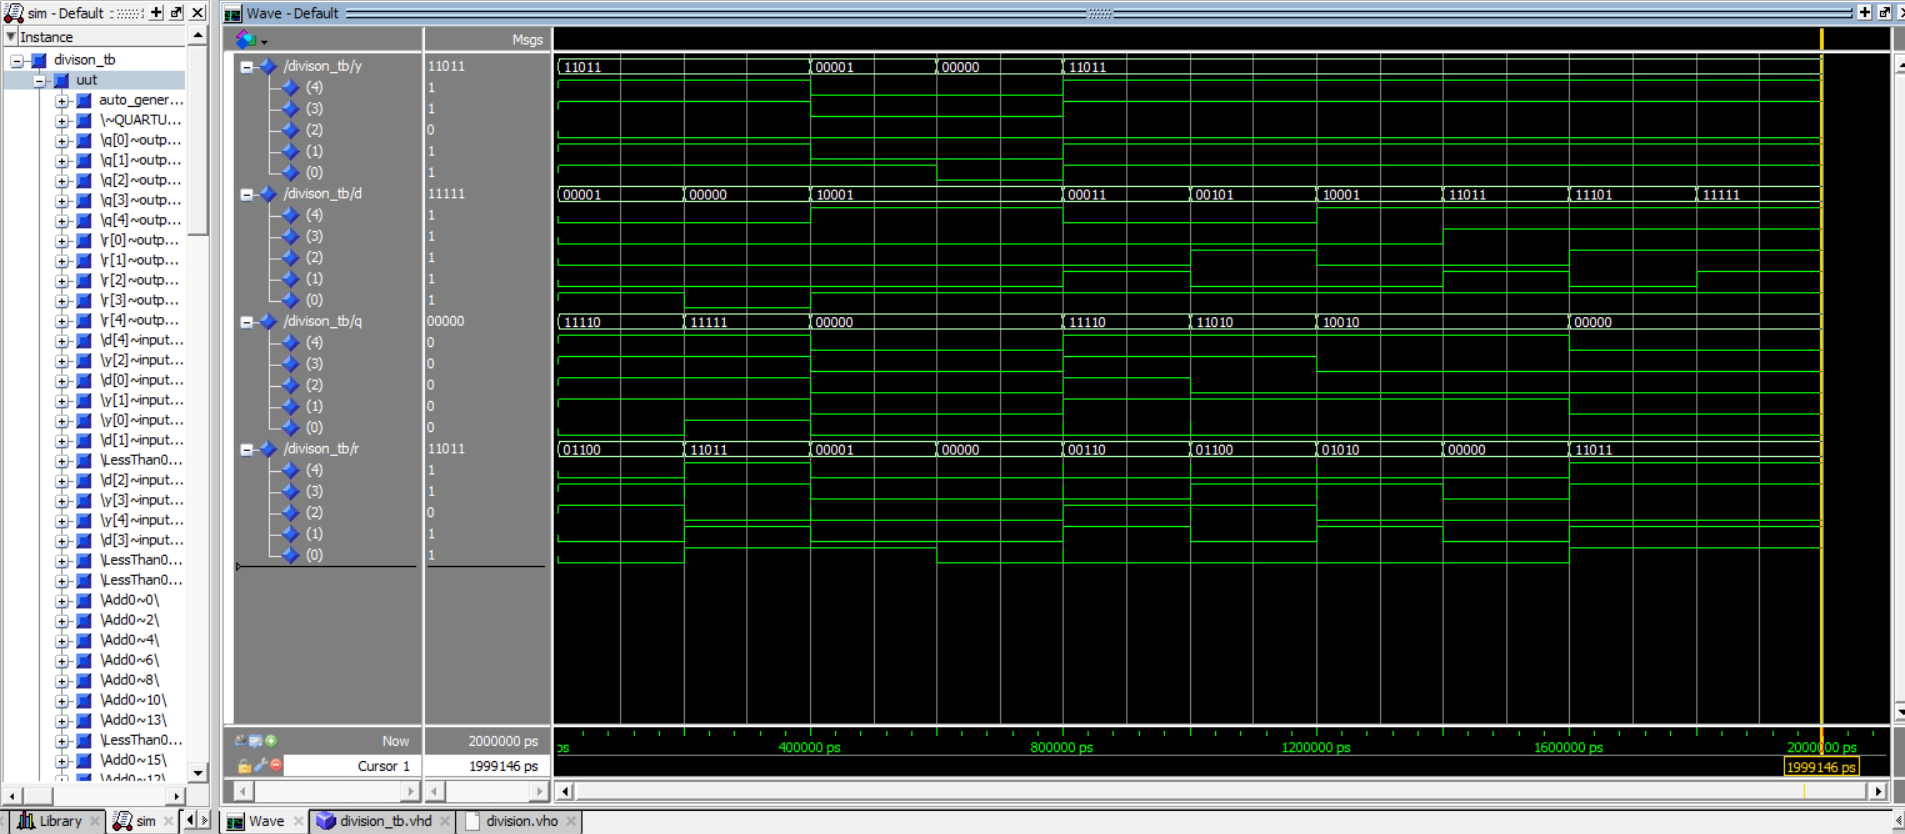 sim - Default
Wave - Default
Instance
Msgs
divison_tb
uut
auto_gener...
\~QUARTU...
\q[0]~outp...
\q[1]~outp...
\q[2]~outp...
\q[3]~outp...
\q[4]~outp...
\r[0]~outp...
\r[1]~outp...
\r[2]~outp...
\r[3]~outp...
\r[4]~outp...
\d[4]~input...
\y[2]~input...
\d[0]~input...
\y[1]~input...
\y[0]~input...
\d[1]~input...
\LessThan0...
\d[2]~input...
\y[3]~input...
\y[4]~input...
\d[3]~input...
\LessThan0...
\LessThan0...
\Add0~0\
\Add0~2\
\Add0~4\
\Add0~6\
\Add0~8\
\Add0~10\
\Add0~13\
\LessThan0...
\Add0~15\
\Add0~12\
/divison_tb/y 11011 11011 00001 00000 11011
(4) 1
(3) 1
(2) 0
(1) 1
(0) 1
/divison_tb/d 11111 00001 00000 10001 00011 00101 10001 11011 11101 11111
(4) 1
(3) 1
(2) 1
(1) 1
(0) 1
/divison_tb/q 00000 11110 11111 00000 11110 11010 10010 00000
(4) 0
(3) 0
(2) 0
(1) 0
(0) 0
/divison_tb/r 11011 01100 11011 00001 00000 00110 01100 01010 00000 11011
(4) 1
(3) 1
(2) 0
(1) 1
(0) 1
Now 2000000 ps ps 400000 ps 800000 ps 1200000 ps 1600000 ps 2000000 ps
Cursor 1 1999146 ps 1999146 ps
Library sim Wave division_tb.vhd division.vho